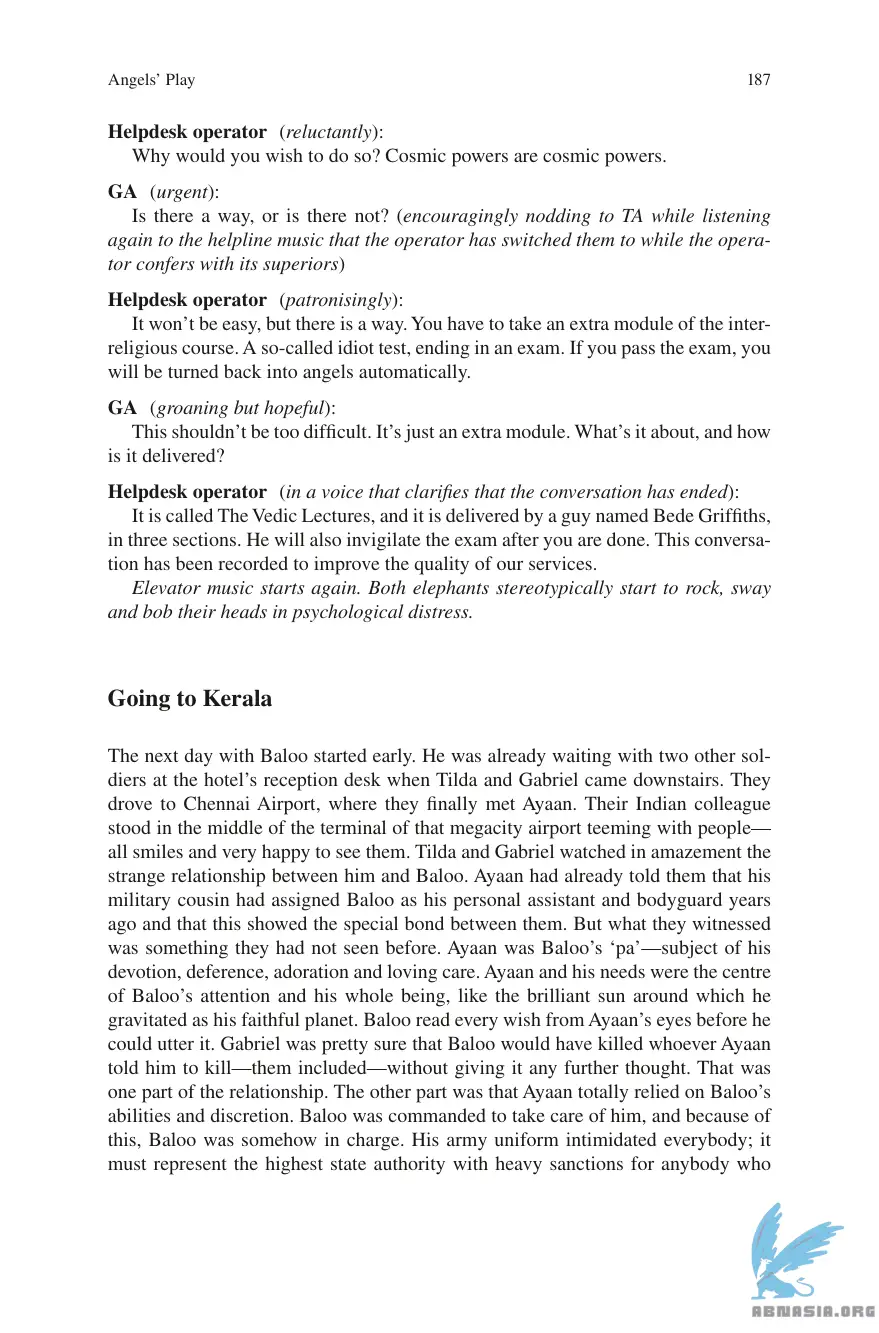 Angels’ Play 187
Helpdesk operator (reluctantly):
Why would you wish to do so? Cosmic powers are cosmic powers.
GA (urgent):
Is there a way, or is there not? (encouragingly nodding to TA while listening
again to the helpline music that the operator has switched them to while the opera-
tor confers with its superiors)
Helpdesk operator (patronisingly):
It won’t be easy, but there is a way. You have to take an extra module of the inter-
religious course. A so-called idiot test, ending in an exam. If you pass the exam, you
will be turned back into angels automatically.
GA (groaning but hopeful):
This shouldn’t be too difficult. It’s just an extra module. What’s it about, and how
is it delivered?
Helpdesk operator (in a voice that clarifies that the conversation has ended):
It is called The Vedic Lectures, and it is delivered by a guy named Bede Griffiths,
in three sections. He will also invigilate the exam after you are done. This conversa-
tion has been recorded to improve the quality of our services.
Elevator music starts again. Both elephants stereotypically start to rock, sway
and bob their heads in psychological distress.
Going to Kerala
The next day with Baloo started early. He was already waiting with two other sol-
diers at the hotel’s reception desk when Tilda and Gabriel came downstairs. They
drove to Chennai Airport, where they finally met Ayaan. Their Indian colleague
stood in the middle of the terminal of that megacity airport teeming with people—
all smiles and very happy to see them. Tilda and Gabriel watched in amazement the
strange relationship between him and Baloo. Ayaan had already told them that his
military cousin had assigned Baloo as his personal assistant and bodyguard years
ago and that this showed the special bond between them. But what they witnessed
was something they had not seen before. Ayaan was Baloo’s ‘pa’—subject of his
devotion, deference, adoration and loving care. Ayaan and his needs were the centre
of Baloo’s attention and his whole being, like the brilliant sun around which he
gravitated as his faithful planet. Baloo read every wish from Ayaan’s eyes before he
could utter it. Gabriel was pretty sure that Baloo would have killed whoever Ayaan
told him to kill—them included—without giving it any further thought. That was
one part of the relationship. The other part was that Ayaan totally relied on Baloo’s
abilities and discretion. Baloo was commanded to take care of him, and because of
this, Baloo was somehow in charge. His army uniform intimidated everybody; it
must represent the highest state authority with heavy sanctions for anybody who
ABNASIA.ORG